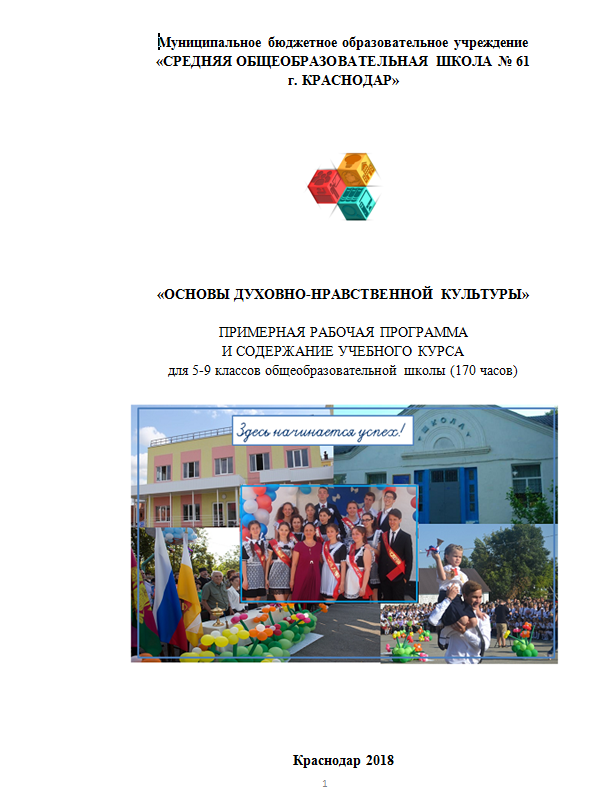 Муниципальное бюджетное образовательное учреждение
«СРЕДНЯЯ ОБЩЕОБРАЗОВАТЕЛЬНАЯ ШКОЛА № 61
г. КРАСНОДАР»
«ОСНОВЫ ДУХОВНО-НРАВСТВЕННОЙ КУЛЬТУРЫ»
ПРИМЕРНАЯ РАБОЧАЯ ПРОГРАММА
И СОДЕРЖАНИЕ УЧЕБНОГО КУРСА
для 5-9 классов общеобразовательной школы (170 часов)
Здесь начинается успех!
ШКОЛА
Краснодар 2018
1